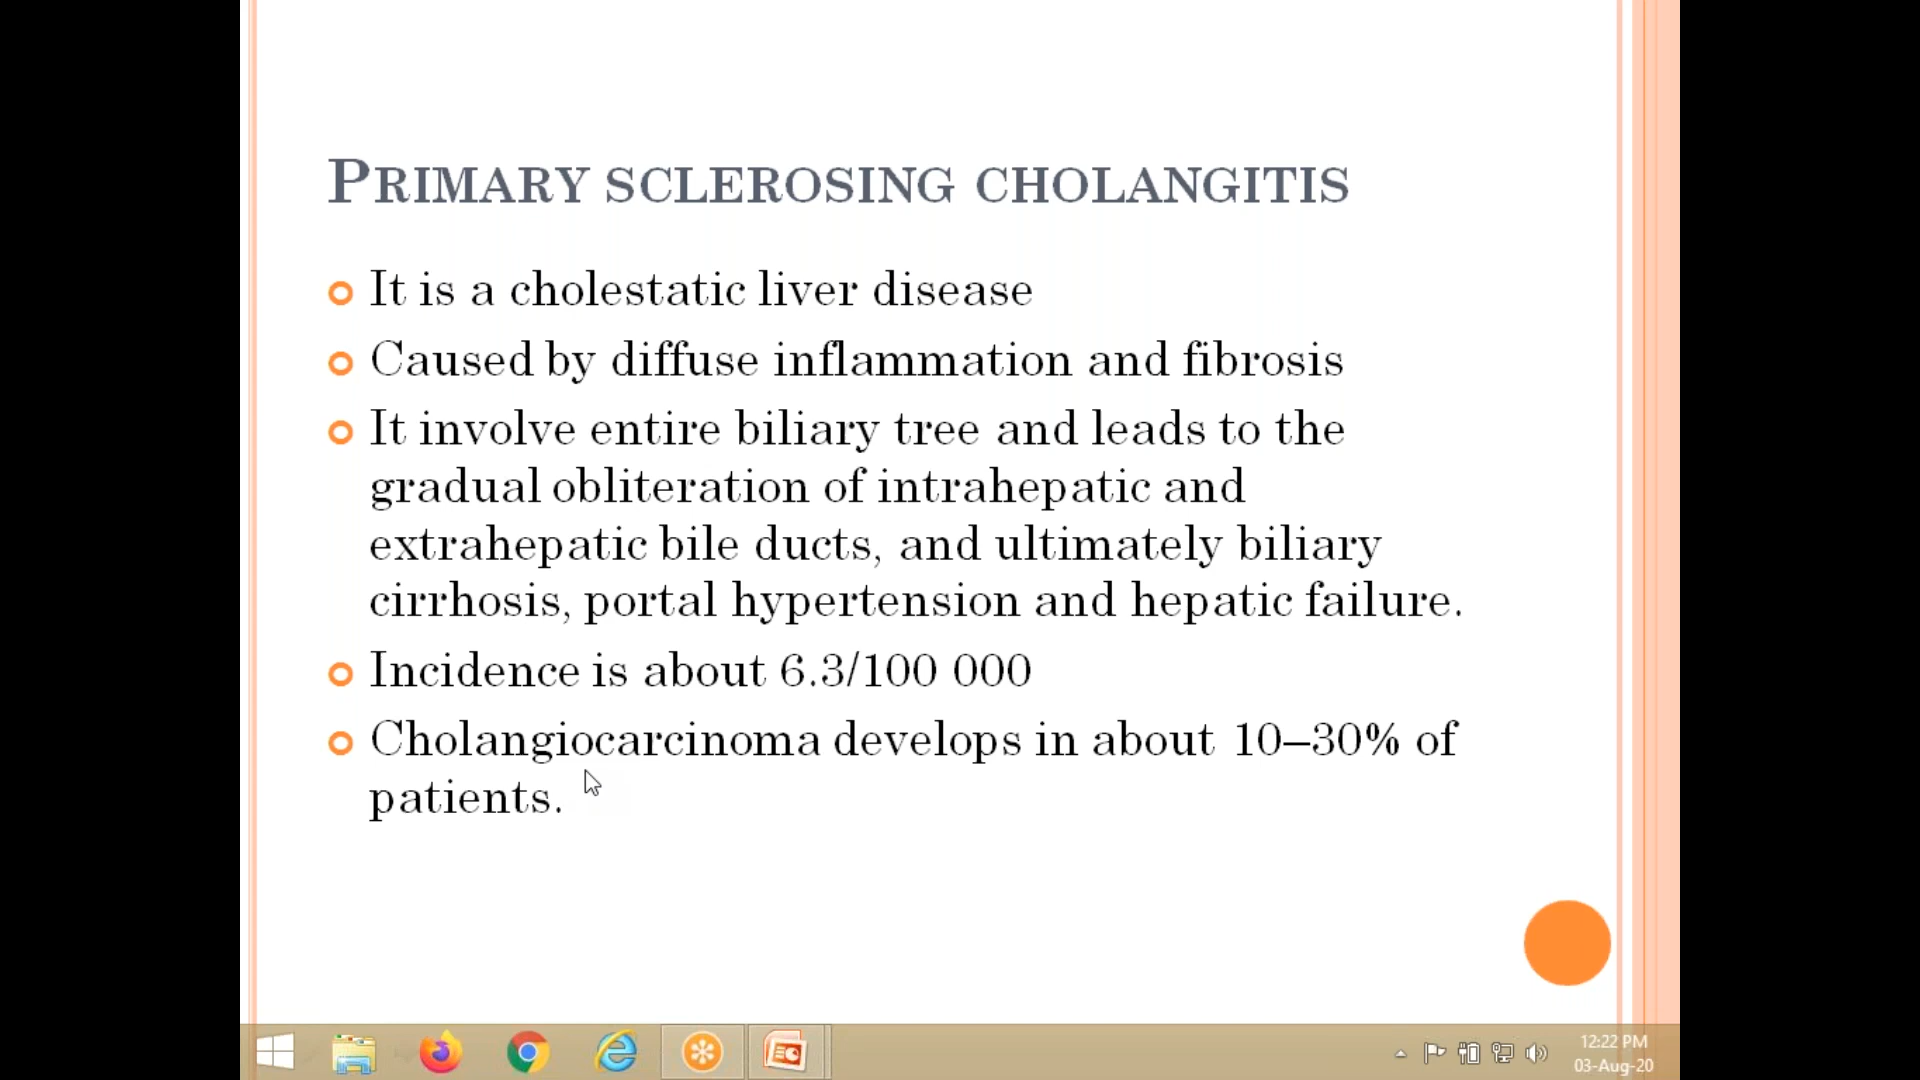 PRIMARY SCLEROSING CHOLANGITIS
It is a cholestatic liver disease
Caused by diffuse inflammation and fibrosis
It involve entire biliary tree and leads to the
gradual obliteration of intrahepatic and
extrahepatic bile ducts, and ultimately biliary
cirrhosis, portal hypertension and hepatic failure.
Incidence is about 6.3/100 000
Cholangiocarcinoma develops in about 10–30% of
patients.
12:22 PM
03-Aug-20